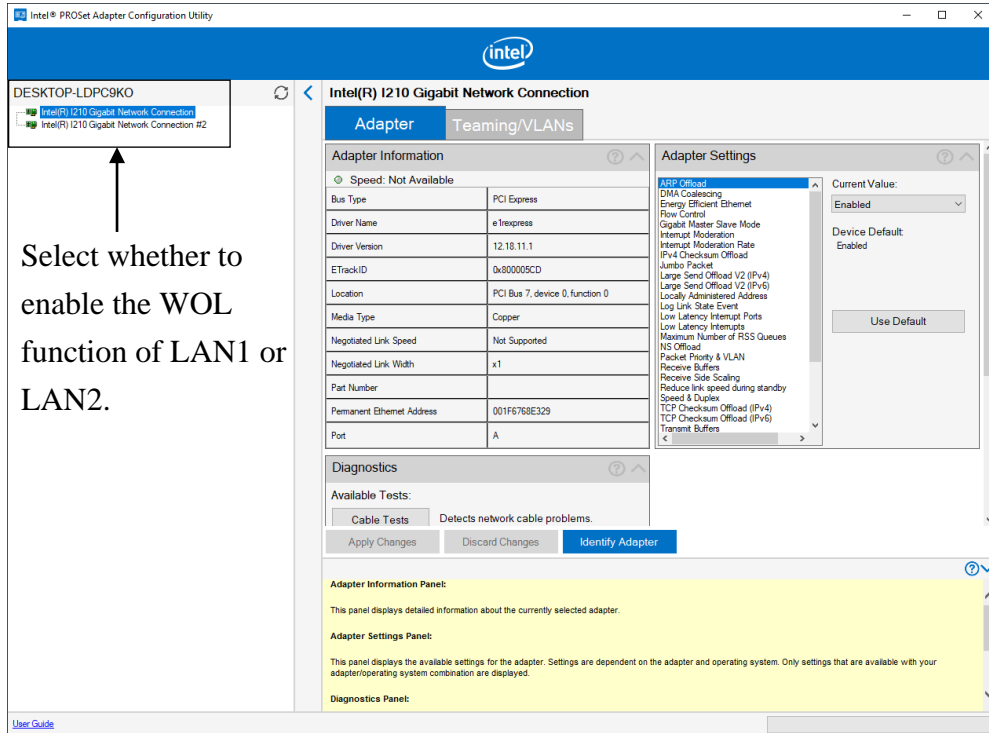 Intel® PROSet Adapter Configuration Utility
intel
DESKTOP-LDPC9KO
Intel(R) I210 Gigabit Network Connection
Intel(R) I210 Gigabit Network Connection #2
Select whether to
enable the WOL
function of LAN1 or
LAN2.
Intel(R) I210 Gigabit Network Connection
Adapter
Teaming/VLANs
Adapter Information
Speed: Not Available
Bus Type PCI Express
Driver Name e1rexpress
Driver Version 12.18.11.1
ETrackID 0x800005CD
Location PCI Bus 7, device 0, function 0
Media Type Copper
Negotiated Link Speed Not Supported
Negotiated Link Width x1
Part Number
Permanent Ethernet Address 001F6768E329
Port A
Adapter Settings
ARP Offload
DMA Coalescing
Energy Efficient Ethernet
Flow Control
Gigabit Master Slave Mode
Interrupt Moderation
Interrupt Moderation Rate
IPv4 Checksum Offload
Jumbo Packet
Large Send Offload V2 (IPv4)
Large Send Offload V2 (IPv6)
Locally Administered Address
Log Link State Event
Low Latency Interrupt Ports
Low Latency Interrupts
Maximum Number of RSS Queues
NS Offload
Packet Priority & VLAN
Receive Buffers
Receive Side Scaling
Reduce link speed during standby
Speed & Duplex
TCP Checksum Offload (IPv4)
TCP Checksum Offload (IPv6)
Transmit Buffers
Current Value:
Enabled
Device Default:
Enabled
Use Default
Diagnostics
Available Tests:
Cable Tests Detects network cable problems.
Apply Changes
Discard Changes
Identify Adapter
Adapter Information Panel:
This panel displays detailed information about the currently selected adapter.
Adapter Settings Panel:
This panel displays the available settings for the adapter. Settings are dependent on the adapter and operating system. Only settings that are available with your
adapter/operating system combination are displayed.
Diagnostics Panel:
User Guide